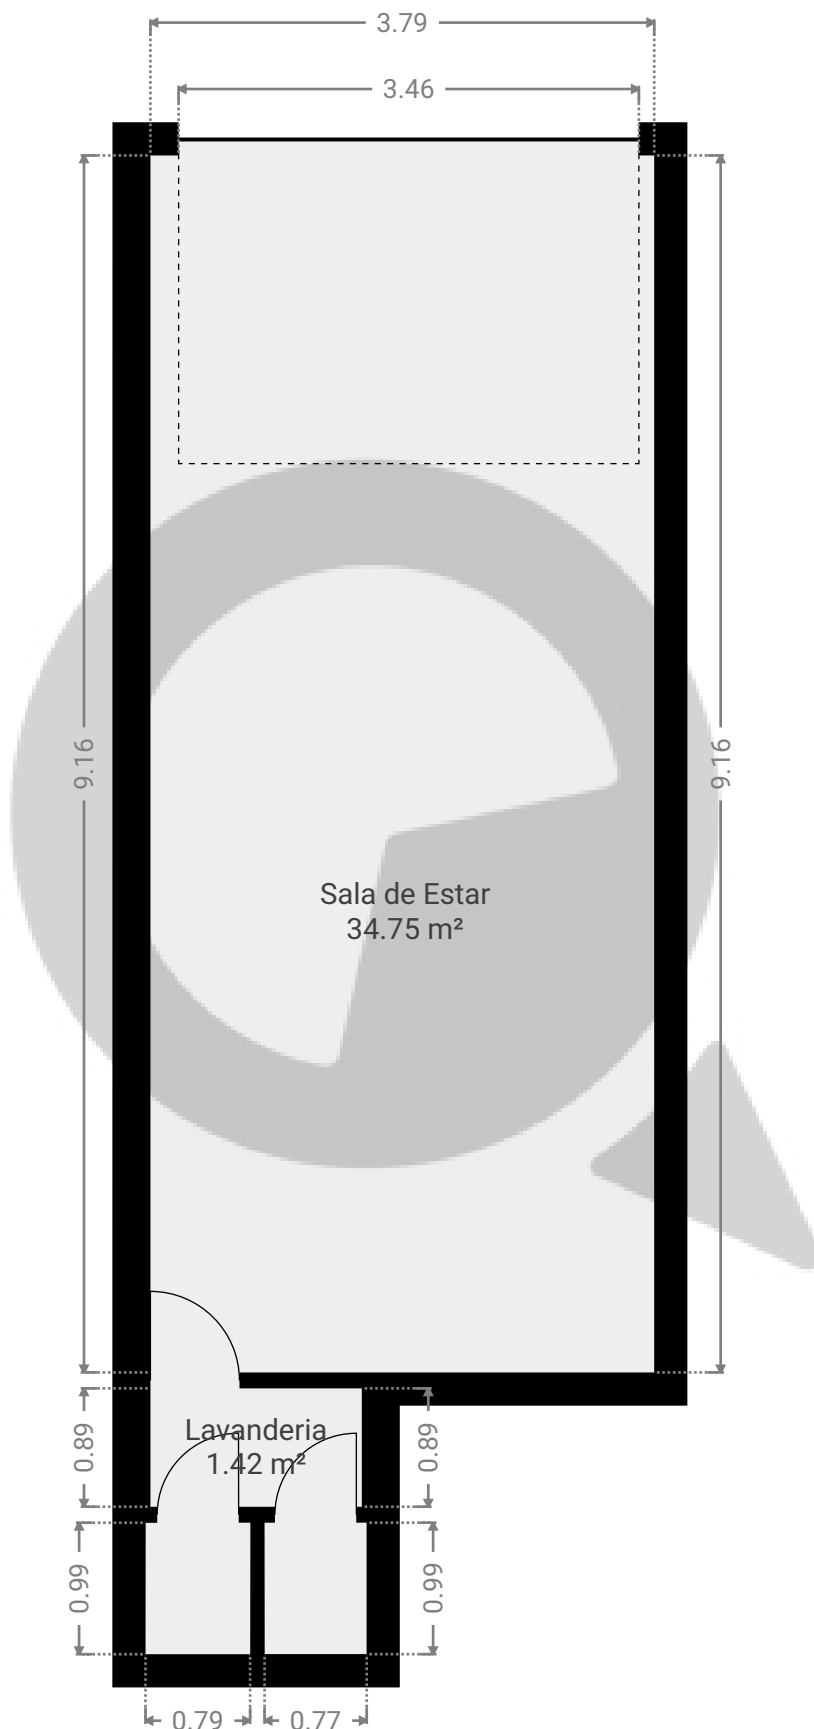 3.79
3.46
9.16
9.16
Sala de Estar
34.75 m²
Lavanderia
1.42 m²
0.89
0.89
0.99
0.99
0.79
0.77